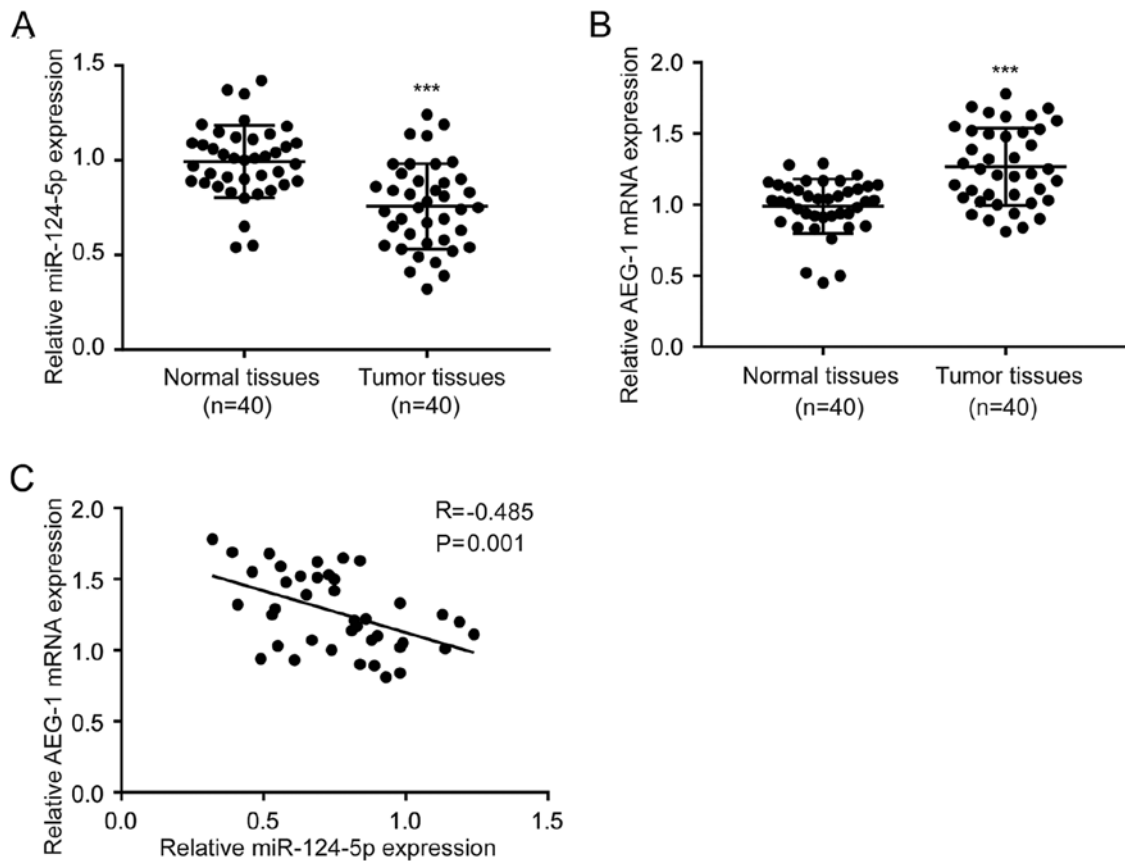 A
Relative miR-124-5p expression
1.5
1.0
0.5
0.0
***
Normal tissues
(n=40)
Tumor tissues
(n=40)
B
Relative AEG-1 mRNA expression
2.0
1.5
1.0
0.5
0.0
***
Normal tissues
(n=40)
Tumor tissues
(n=40)
C
Relative AEG-1 mRNA expression
2.0
1.5
1.0
0.5
0.0
R=-0.485
P=0.001
0.0
0.5
1.0
1.5
Relative miR-124-5p expression